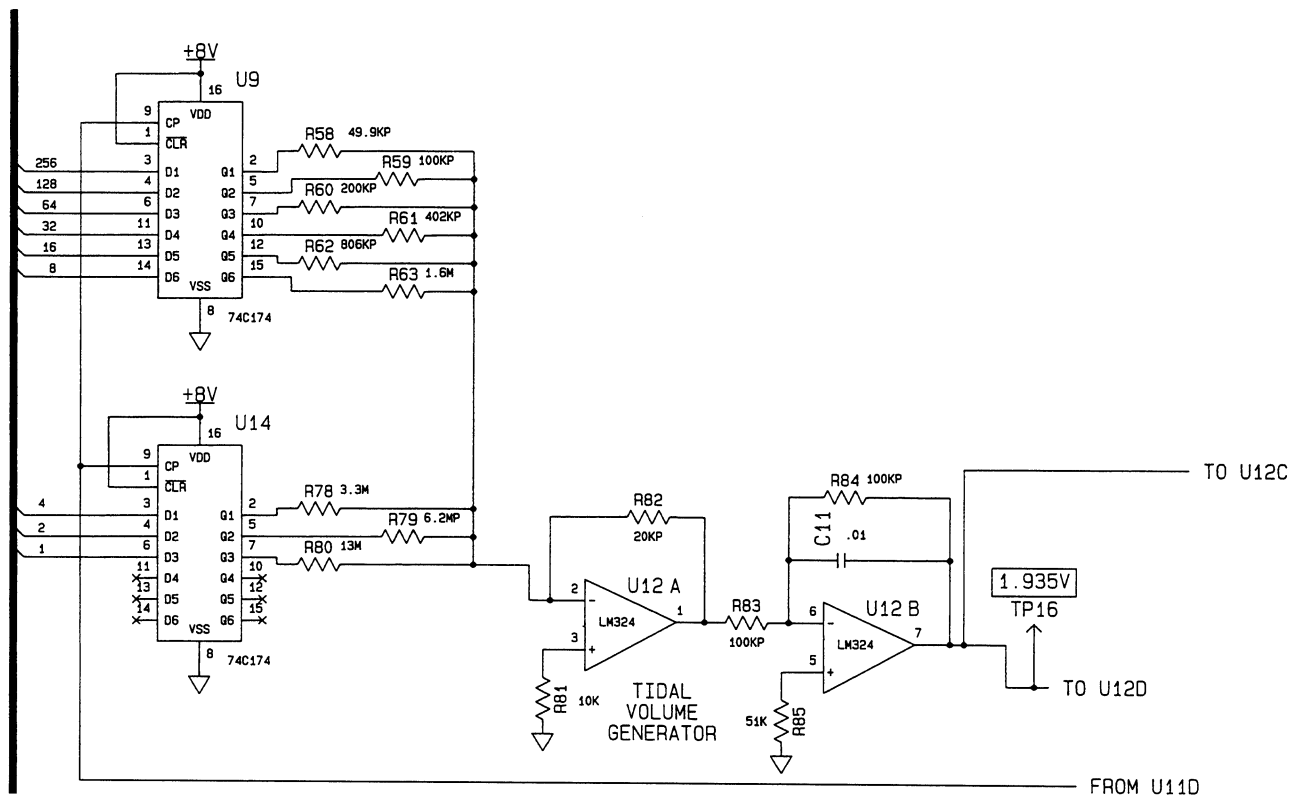 +8V
U9
16
VDD
9
CP
1
CLR
256
3
D1
Q1
2
R58 49.9KP
128
4
D2
Q2
5
R59 100KP
64
6
D3
Q3
7
R60 200KP
32
11
D4
Q4
10
R61 402KP
16
13
D5
Q5
12
R62 806KP
8
14
D6
Q6
15
R63 1.6M
VSS
8
74C174
+8V
U14
16
VDD
9
CP
1
CLR
4
3
D1
Q1
2
R78 3.3M
2
4
D2
Q2
5
R79 6.2MP
1
6
D3
Q3
7
R80 13M
11
D4
Q4
10
13
D5
Q5
12
14
D6
Q6
15
VSS
8
74C174
R82
20KP
U12 A
2
-
LM324
1
3
+
R81
10K
TIDAL
VOLUME
GENERATOR
R83
100KP
R84 100KP
C11
.01
U12 B
6
-
LM324
7
5
+
51K
R85
1.935V
TP16
TO U12C
TO U12D
FROM U11D